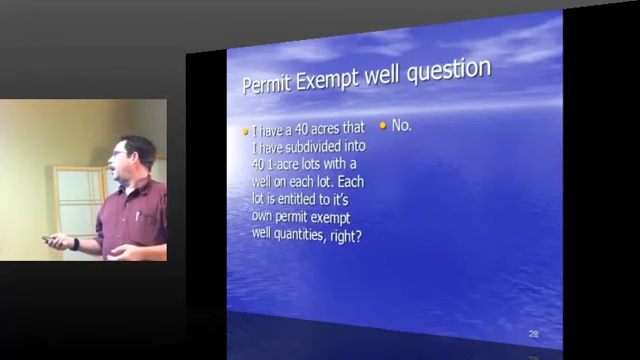 Permit Exempt well question
I have a 40 acres that
I have subdivided into
40 1-acre lots with a
well on each lot. Each
lot is entitled to it's
own permit exempt
well quantities, right?
No.
28